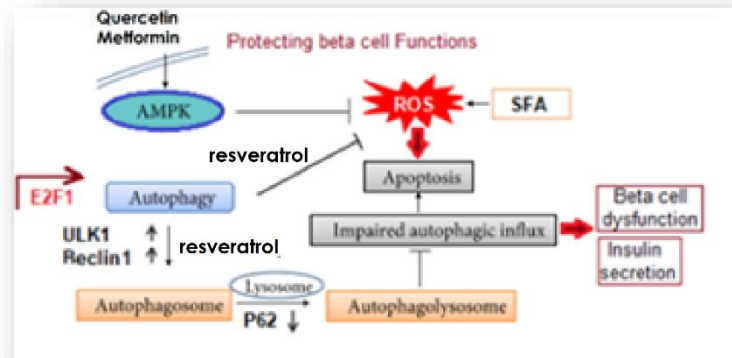 Quercetin
Metformin
Protecting beta cell Functions
AMPK
ROS
SFA
resveratrol
Apoptosis
E2F1
Autophagy
Beta cell
dysfunction
ULK1
Reclin1
resveratrol
Impaired autophagic influx
Insulin
secretion
Lysosome
Autophagosome
P62
Autophagolysosome